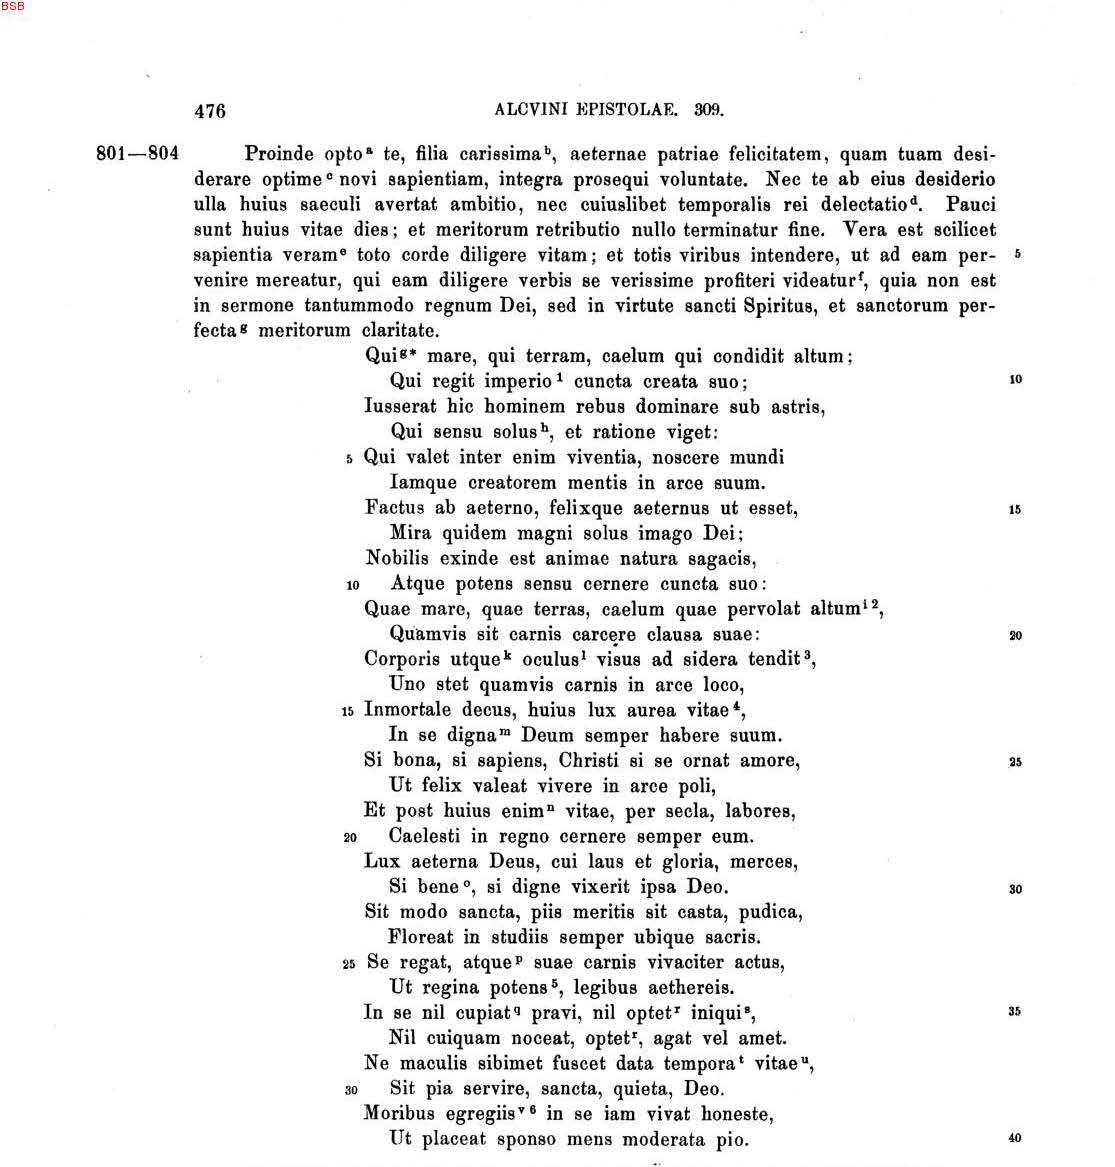 BSB
476 ALCVINI EPISTOLAE. 309.
801—804 Proinde opto ᵃ te, filia carissima ᵇ, aeternae patriae felicitatem, quam tuam desi-
derare optime ᶜ novi sapientiam, integra prosequi voluntate. Nec te ab eius desiderio
ulla huius saeculi avertat ambitio, nec cuiuslibet temporalis rei delectatio ᵈ. Pauci
sunt huius vitae dies; et meritorum retributio nullo terminatur fine. Vera est scilicet
sapientia veram ᵉ toto corde diligere vitam; et totis viribus intendere, ut ad eam per- 5
venire mereatur, qui eam diligere verbis se verissime profiteri videatur ᶠ, quia non est
in sermone tantummodo regnum Dei, sed in virtute sancti Spiritus, et sanctorum per-
fecta ᵍ meritorum claritate.
Qui ᵍ* mare, qui terram, caelum qui condidit altum;
Qui regit imperio ¹ cuncta creata suo; 10
Iusserat hic hominem rebus dominare sub astris,
Qui sensu solus ʰ, et ratione viget:
5 Qui valet inter enim viventia, noscere mundi
Iamque creatorem mentis in arce suum.
Factus ab aeterno, felixque aeternus ut esset, 15
Mira quidem magni solus imago Dei;
Nobilis exinde est animae natura sagacis,
10 Atque potens sensu cernere cuncta suo:
Quae mare, quae terras, caelum quae pervolat altum ⁱ ²,
Quamvis sit carnis carcere clausa suae: 20
Corporis utque ᵏ oculus ˡ visus ad sidera tendit ³,
Uno stet quamvis carnis in arce loco,
15 Inmortale decus, huius lux aurea vitae ⁴,
In se digna ᵐ Deum semper habere suum.
Si bona, si sapiens, Christi si se ornat amore, 25
Ut felix valeat vivere in arce poli,
Et post huius enim ⁿ vitae, per secla, labores,
20 Caelesti in regno cernere semper eum.
Lux aeterna Deus, cui laus et gloria, merces,
Si bene ᵒ, si digne vixerit ipsa Deo. 30
Sit modo sancta, piis meritis sit casta, pudica,
Floreat in studiis semper ubique sacris.
25 Se regat, atque ᵖ suae carnis vivaciter actus,
Ut regina potens ⁵, legibus aethereis.
In se nil cupiat q pravi, nil optet ʳ iniqui ˢ, 35
Nil cuiquam noceat, optet ʳ, agat vel amet.
Ne maculis sibimet fuscet data tempora ᵗ vitae ᵘ,
30 Sit pia servire, sancta, quieta, Deo.
Moribus egregiis ᵛ ⁶ in se iam vivat honeste,
Ut placeat sponso mens moderata pio. 40